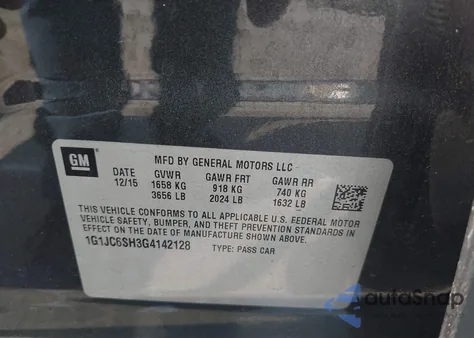 GM
MFD BY GENERAL MOTORS LLC
DATE GVWR GAWR FRT GAWR RR
12/15 1658 KG 918 KG 740 KG
3656 LB 2024 LB 1632 LB
THIS VEHICLE CONFORMS TO ALL APPLICABLE U.S. FEDERAL MOTOR
VEHICLE SAFETY, BUMPER, AND THEFT PREVENTION STANDARDS IN
EFFECT ON THE DATE OF MANUFACTURE SHOWN ABOVE.
1G1JC6SH3G4142128 TYPE: PASS CAR
AutoSnap